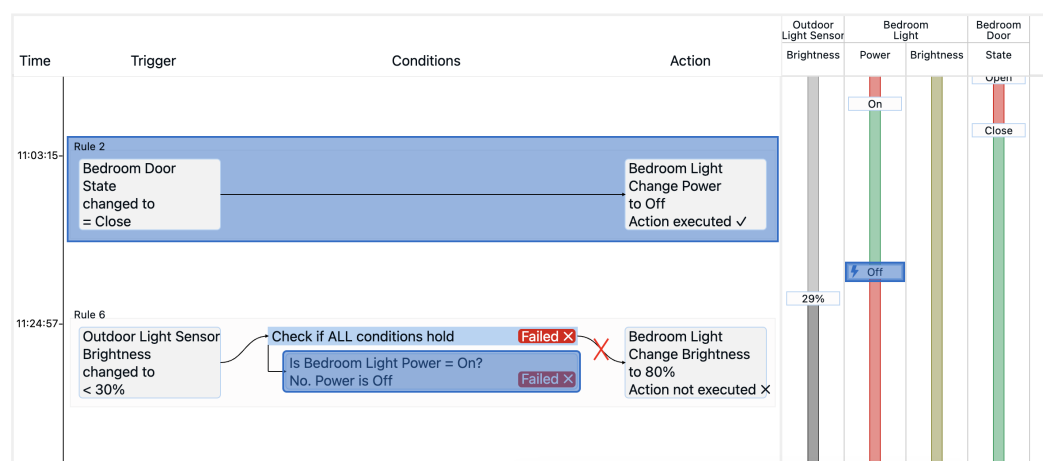 Outdoor
Light Sensor
Bedroom
Light
Bedroom
Door
Time
Trigger
Conditions
Action
Brightness
Power
Brightness
State
Open
On
Close
11:03:15
Rule 2
Bedroom Door
State
changed to
= Close
Bedroom Light
Change Power
to Off
Action executed ✓
Off
29%
11:24:57
Rule 6
Outdoor Light Sensor
Brightness
changed to
< 30%
Check if ALL conditions hold
Failed ✕
Is Bedroom Light Power = On?
No. Power is Off
Failed ✕
Bedroom Light
Change Brightness
to 80%
Action not executed ✕